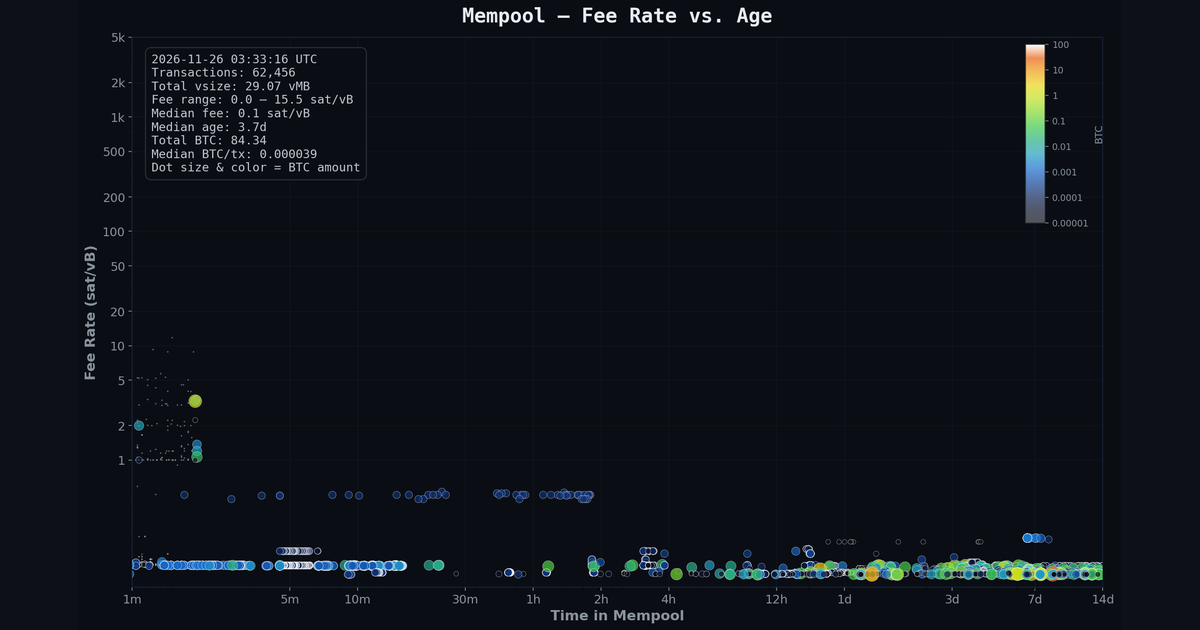 Mempool — Fee Rate vs. Age
2026-11-26 03:33:16 UTC
Transactions: 62,456
Total vsize: 29.07 vMB
Fee range: 0.0 — 15.5 sat/vB
Median fee: 0.1 sat/vB
Median age: 3.7d
Total BTC: 84.34
Median BTC/tx: 0.000039
Dot size & color = BTC amount
100
10
1
0.1
0.01
0.001
0.0001
0.00001
BTC
5k
2k
1k
500
200
100
50
20
10
5
2
1
Fee Rate (sat/vB)
1m
5m
10m
30m
1h
2h
4h
12h
1d
3d
7d
14d
Time in Mempool